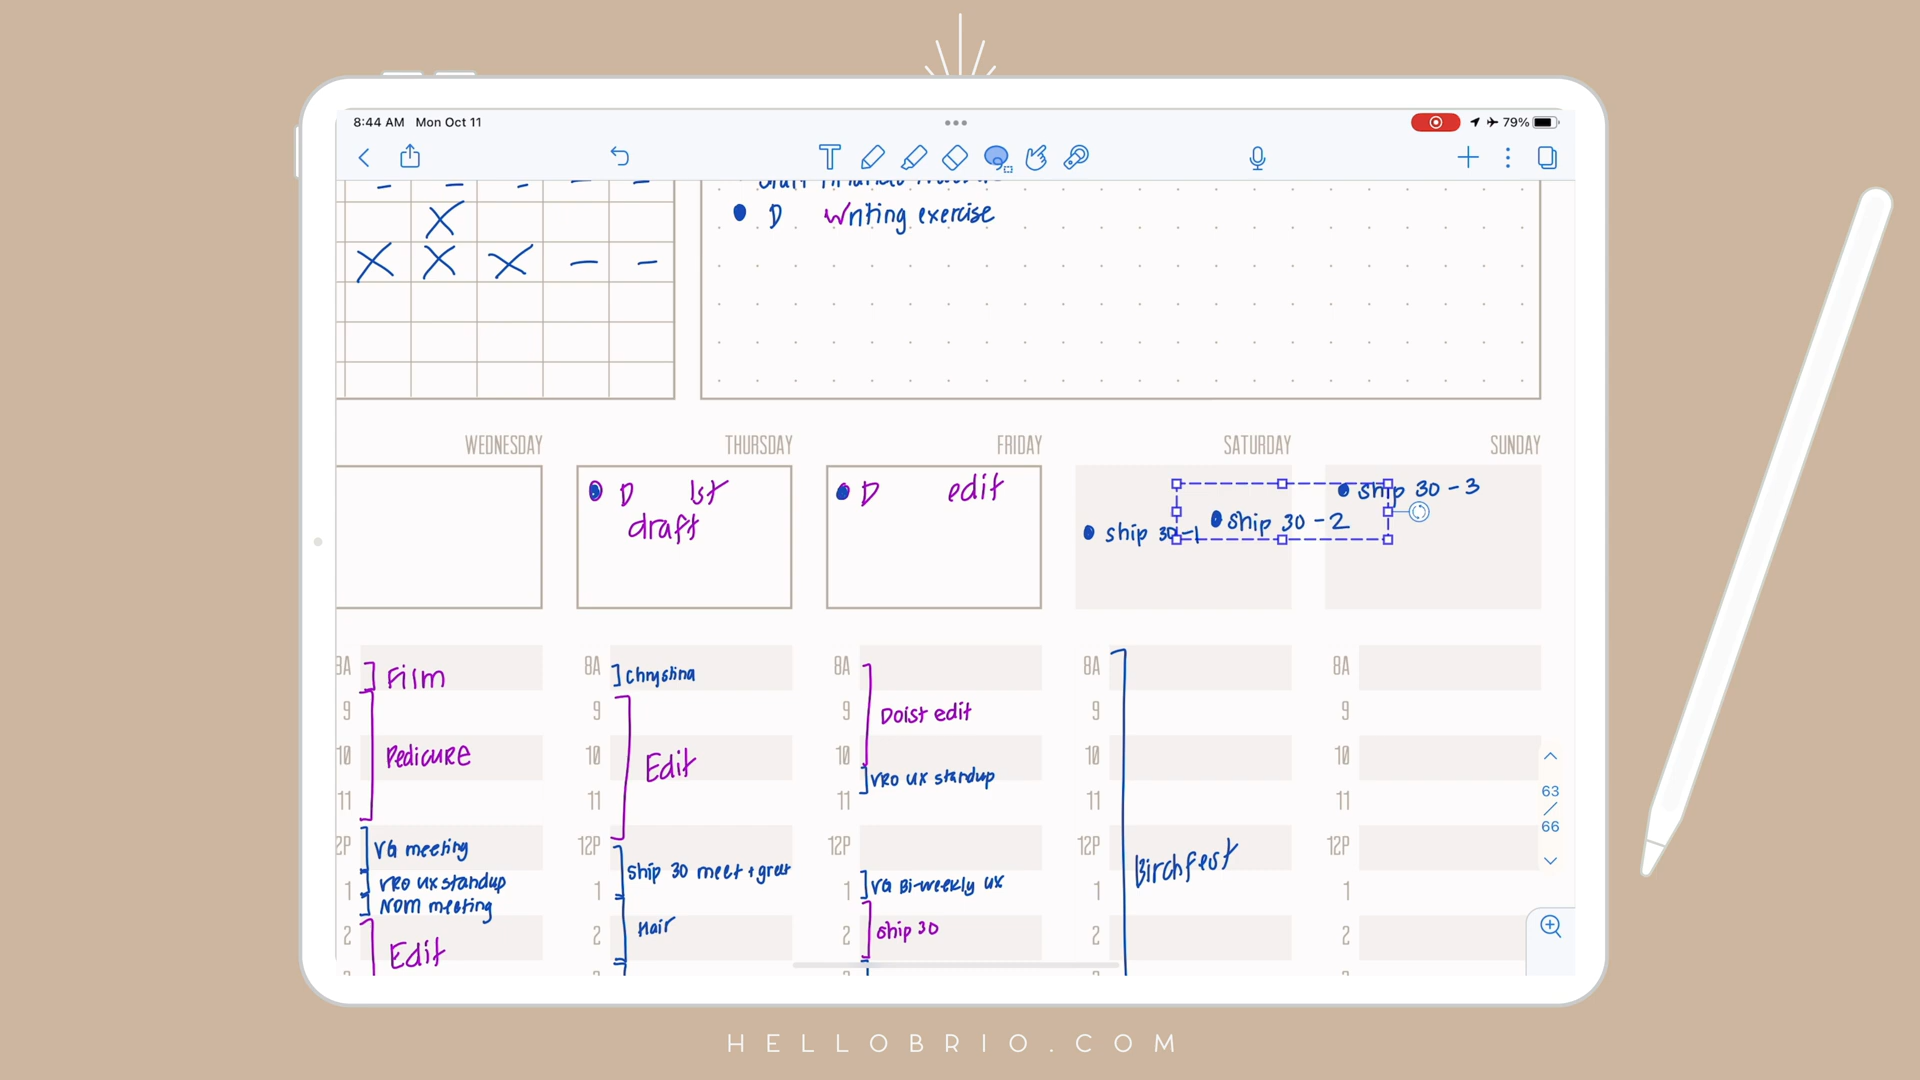 8:44 AM Mon Oct 11
79%
D Writing exercise
WEDNESDAY
THURSDAY
FRIDAY
SATURDAY
SUNDAY
D 1st
draft
D edit
ship 30 -1
ship 30 -2
ship 30 - 3
8A
Film
9
10
Pedicure
11
2P
VG meeting
1
VRO UX standup
NOM meeting
2
Edit
8A
Chrystina
9
10
Edit
11
12P
Ship 30 meet + greet
1
2
Hair
8A
9
Doist edit
10
VRO UX standup
11
12P
1
VG Bi-weekly UX
2
Ship 30
8A
9
10
11
12P
Birchfest
1
2
8A
9
10
11
12P
1
2
63
66
HELLOBRIO.COM